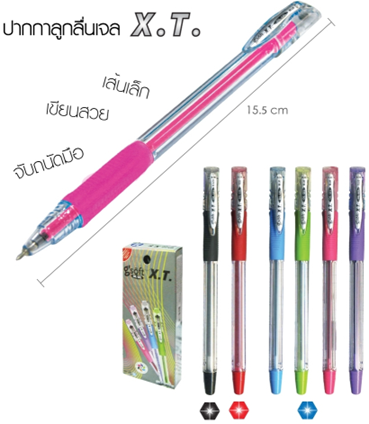 ปากกาลูกลื่นเจล X.T.
เส้นเล็ก
เขียนสวย
จับถนัดมือ
15.5 cm
X.T.